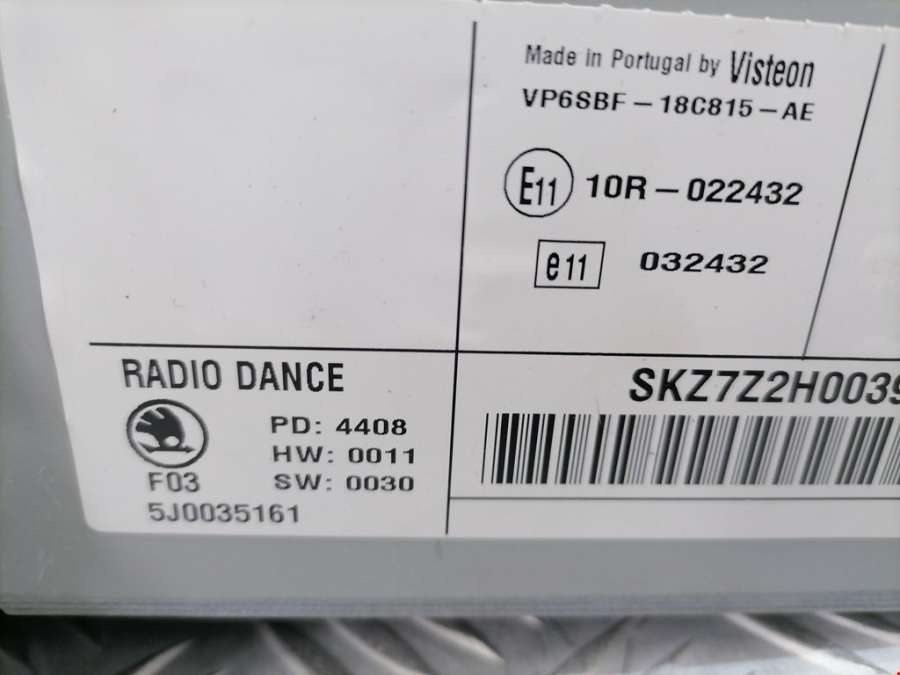 Made in Portugal by Visteon
VP6SBF-18C815-AE
E11 10R-022432
e11 032432
RADIO DANCE
SKZ7Z2H0039
PD: 4408
HW: 0011
F03 SW: 0030
5J0035161